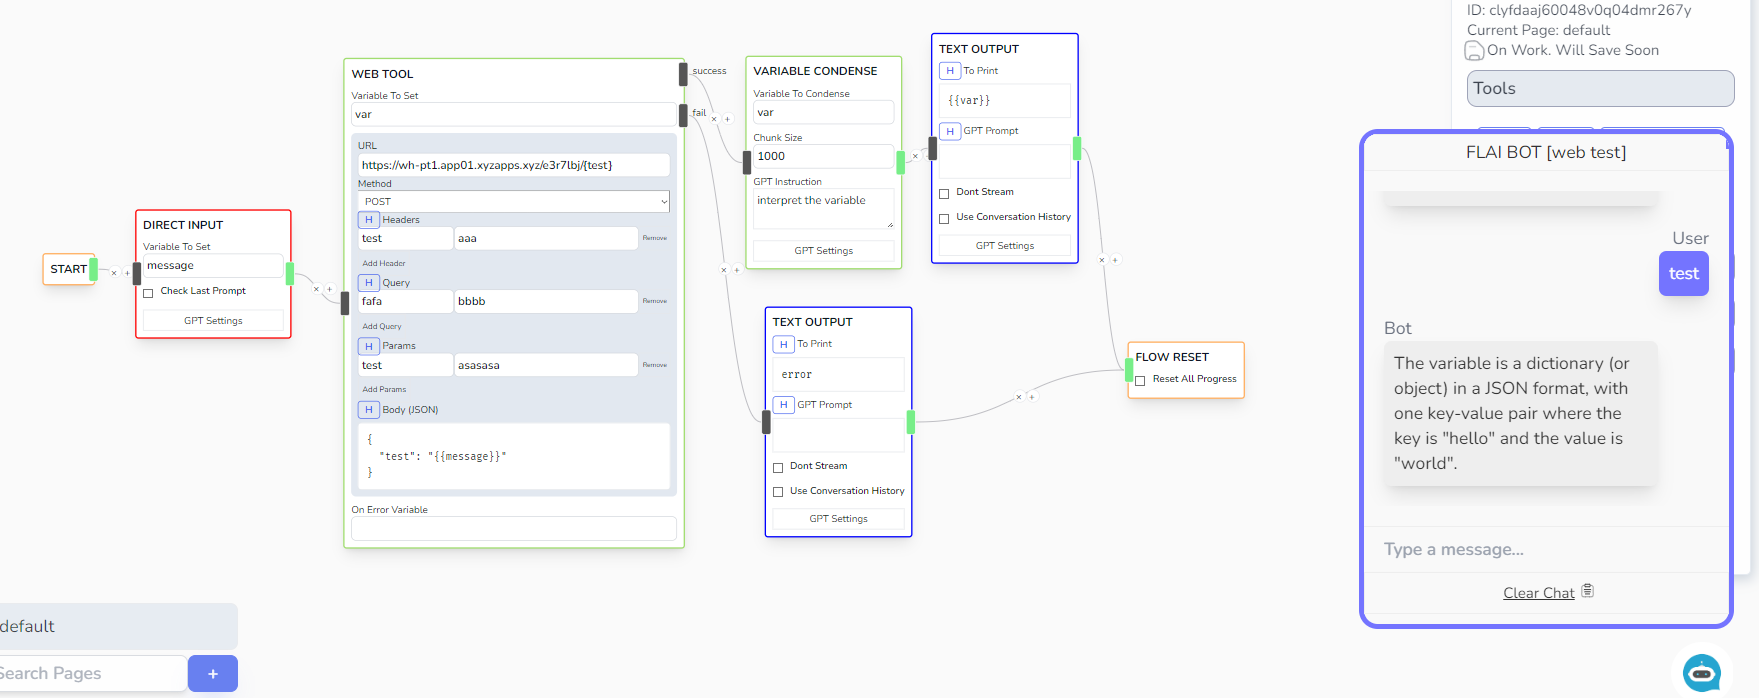 START
DIRECT INPUT
Variable To Set
message
Check Last Prompt
GPT Settings
WEB TOOL
success
Variable To Set
var
fail
URL
https://wh-pt1.app01.xyzapps.xyz/e3r7lbj/{test}
Method
POST
H Headers
test aaa Remove
Add Header
H Query
fafa bbbb Remove
Add Query
H Params
test asasasa Remove
Add Params
H Body (JSON)
{
"test": "{{message}}"
}
On Error Variable
VARIABLE CONDENSE
Variable To Condense
var
Chunk Size
1000
GPT Instruction
interpret the variable
GPT Settings
TEXT OUTPUT
H To Print
{{var}}
H GPT Prompt
Dont Stream
Use Conversation History
GPT Settings
TEXT OUTPUT
H To Print
error
H GPT Prompt
Dont Stream
Use Conversation History
GPT Settings
FLOW RESET
Reset All Progress
ID: clyfdaaj60048v0q04dmr267y
Current Page: default
On Work. Will Save Soon
Tools
FLAI BOT [web test]
User
test
Bot
The variable is a dictionary (or
object) in a JSON format, with
one key-value pair where the
key is "hello" and the value is
"world".
Type a message...
Clear Chat
default
Search Pages
+